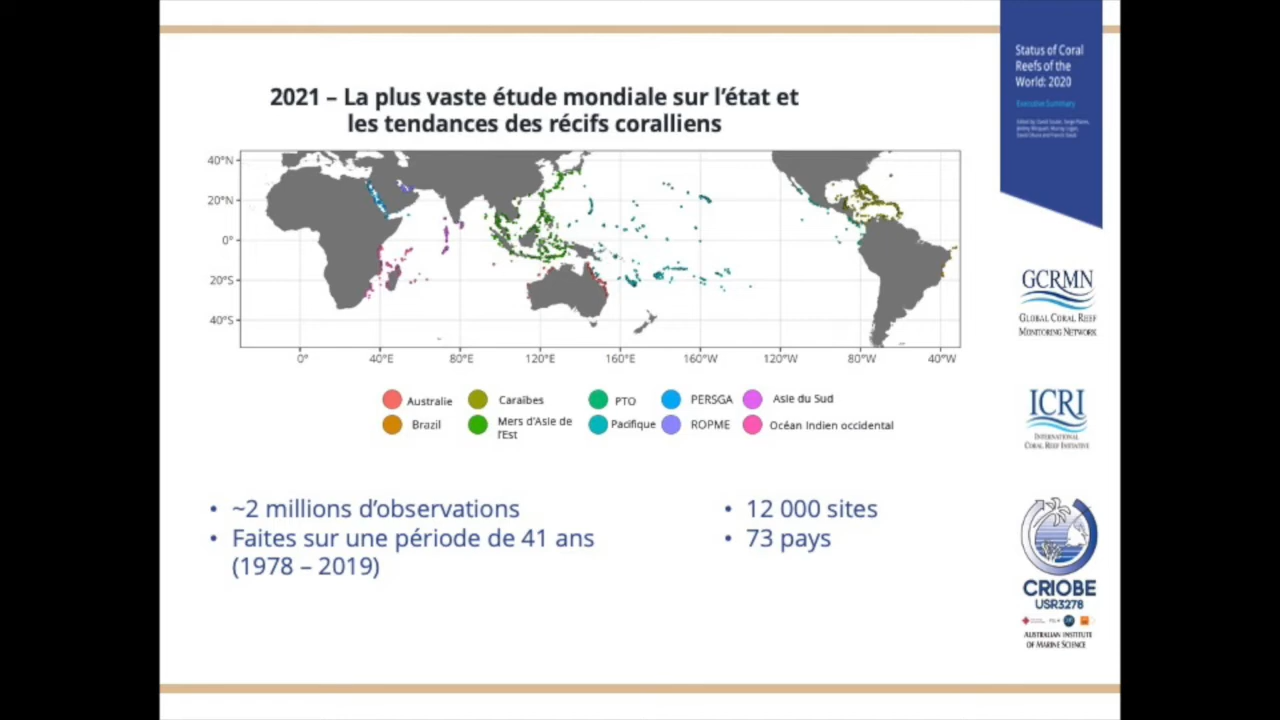 Status of Coral
Reefs of the
World: 2020
Executive Summary
2021 – La plus vaste étude mondiale sur l’état et
les tendances des récifs coralliens
40°N
20°N
0°
20°S
40°S
0° 40°E 80°E 120°E 160°E 160°W 120°W 80°W 40°W
Australie Caraïbes PTO PERSGA Asie du Sud
Brazil Mers d'Asie de l'Est Pacifique ROPME Océan Indien occidental
• ~2 millions d’observations
• Faites sur une période de 41 ans
(1978 – 2019)
• 12 000 sites
• 73 pays
GCRMN
GLOBAL CORAL REEF
MONITORING NETWORK
ICRI
INTERNATIONAL
CORAL REEF INITIATIVE
CRIOBE
USR3278
AUSTRALIAN INSTITUTE
OF MARINE SCIENCE